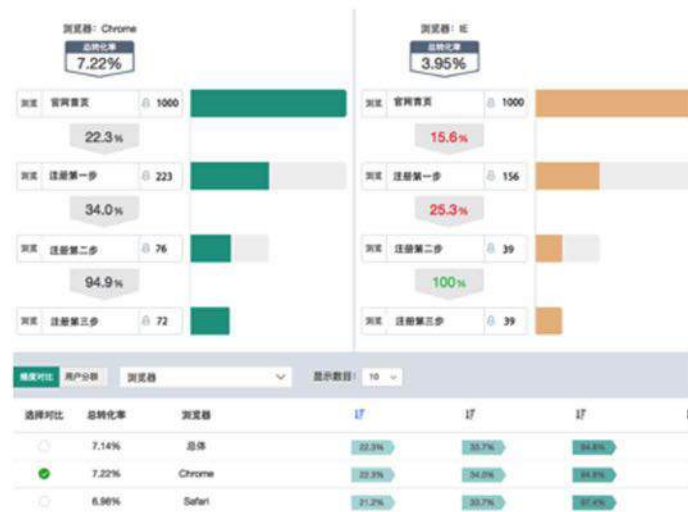 浏览器：Chrome
总转化率
7.22%
浏览 官网首页 1000
22.3%
浏览 注册第一步 223
34.0%
浏览 注册第二步 76
94.9%
浏览 注册第三步 72
浏览器：IE
总转化率
3.95%
浏览 官网首页 1000
15.6%
浏览 注册第一步 156
25.3%
浏览 注册第二步 39
100%
浏览 注册第三步 39
维度对比 用户分群 浏览器 显示数目： 10
选择对比 总转化率 浏览器
7.14% 总体 22.3% 33.7% 94.8%
7.22% Chrome 22.3% 34.0% 94.9%
6.98% Safari 21.2% 33.7% 97.4%